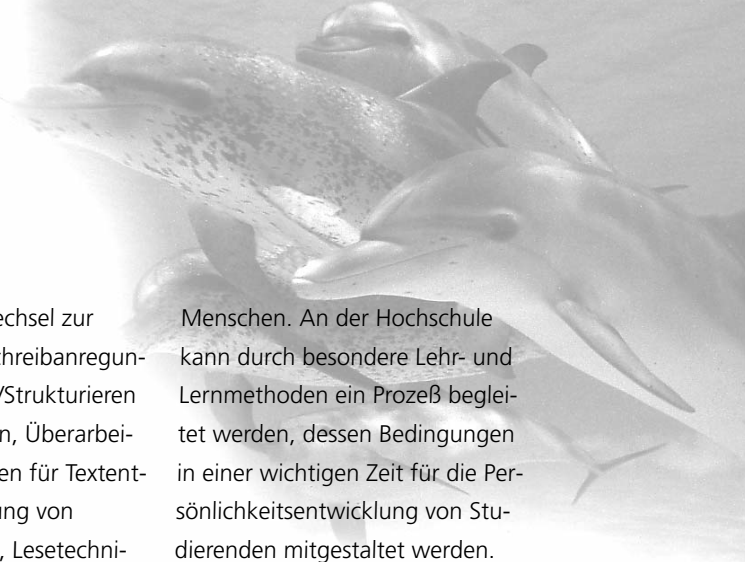 echsel zur
chreibanregun-
/Strukturieren
n, Überarbei-
en für Textent-
ung von
, Lesetechni-
Menschen. An der Hochschule
kann durch besondere Lehr- und
Lernmethoden ein Prozeß beglei-
tet werden, dessen Bedingungen
in einer wichtigen Zeit für die Per-
sönlichkeitsentwicklung von Stu-
dierenden mitgestaltet werden.